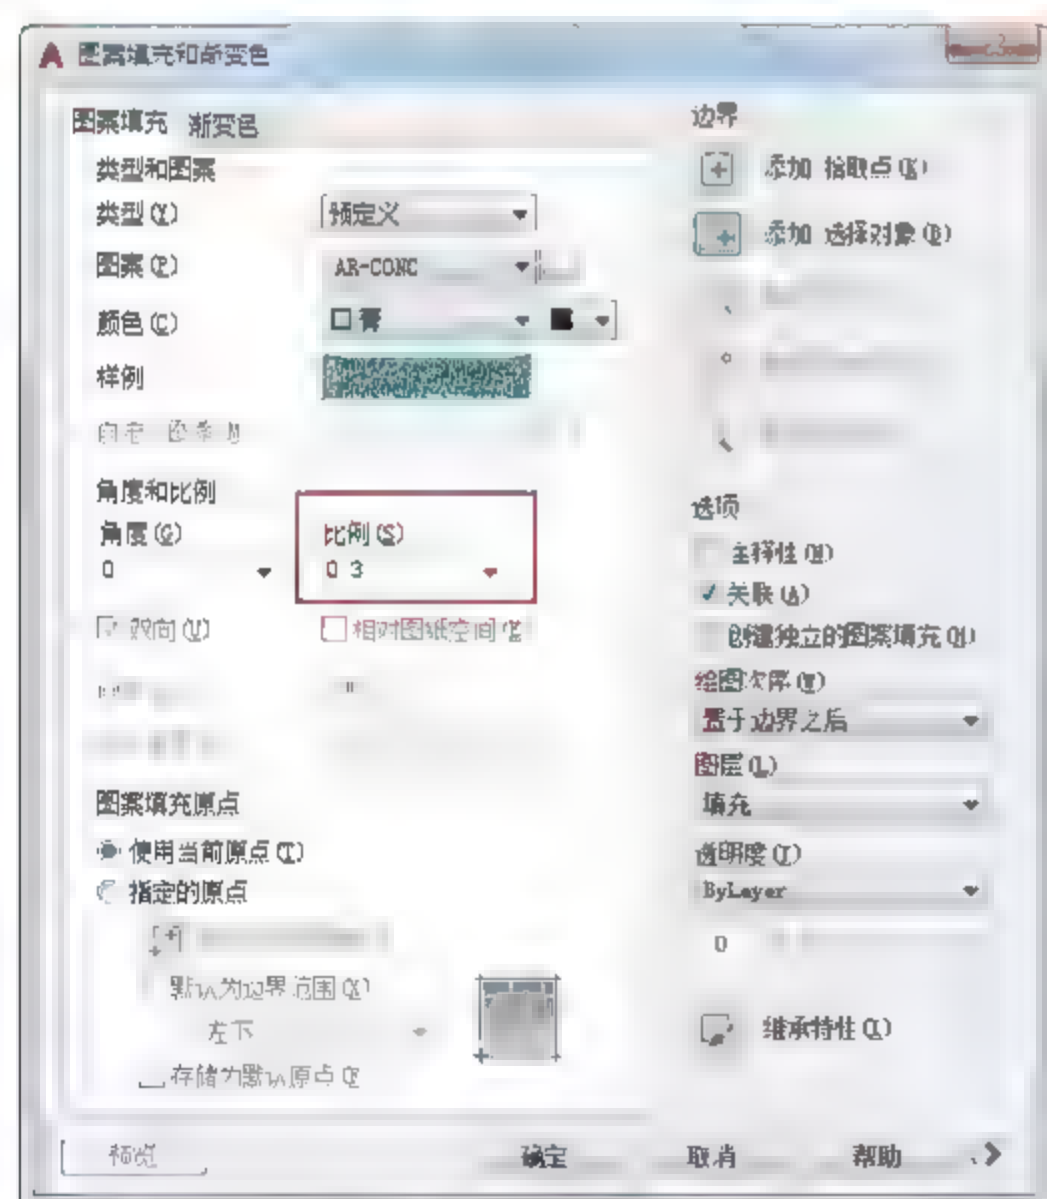 图案填充和渐变色
图案填充 渐变色
类型和图案
类型(Y)
预定义
图案(P)
AR-CONC
颜色(C)
青
样例
角度和比例
角度(G)
比例(S)
0
0 3
双向(U)
相对图纸空间(E
图案填充原点
使用当前原点(T)
指定的原点
默认为边界范围(X)
左下
存储为默认原点(F
预览
边界
添加 拾取点(K)
添加 选择对象(B)
选项
注释性(N)
关联(A)
创建独立的图案填充(H)
绘图次序(W)
置于边界之后
图层(L)
填充
透明度(T)
ByLayer
0
继承特性(I)
确定
取消
帮助